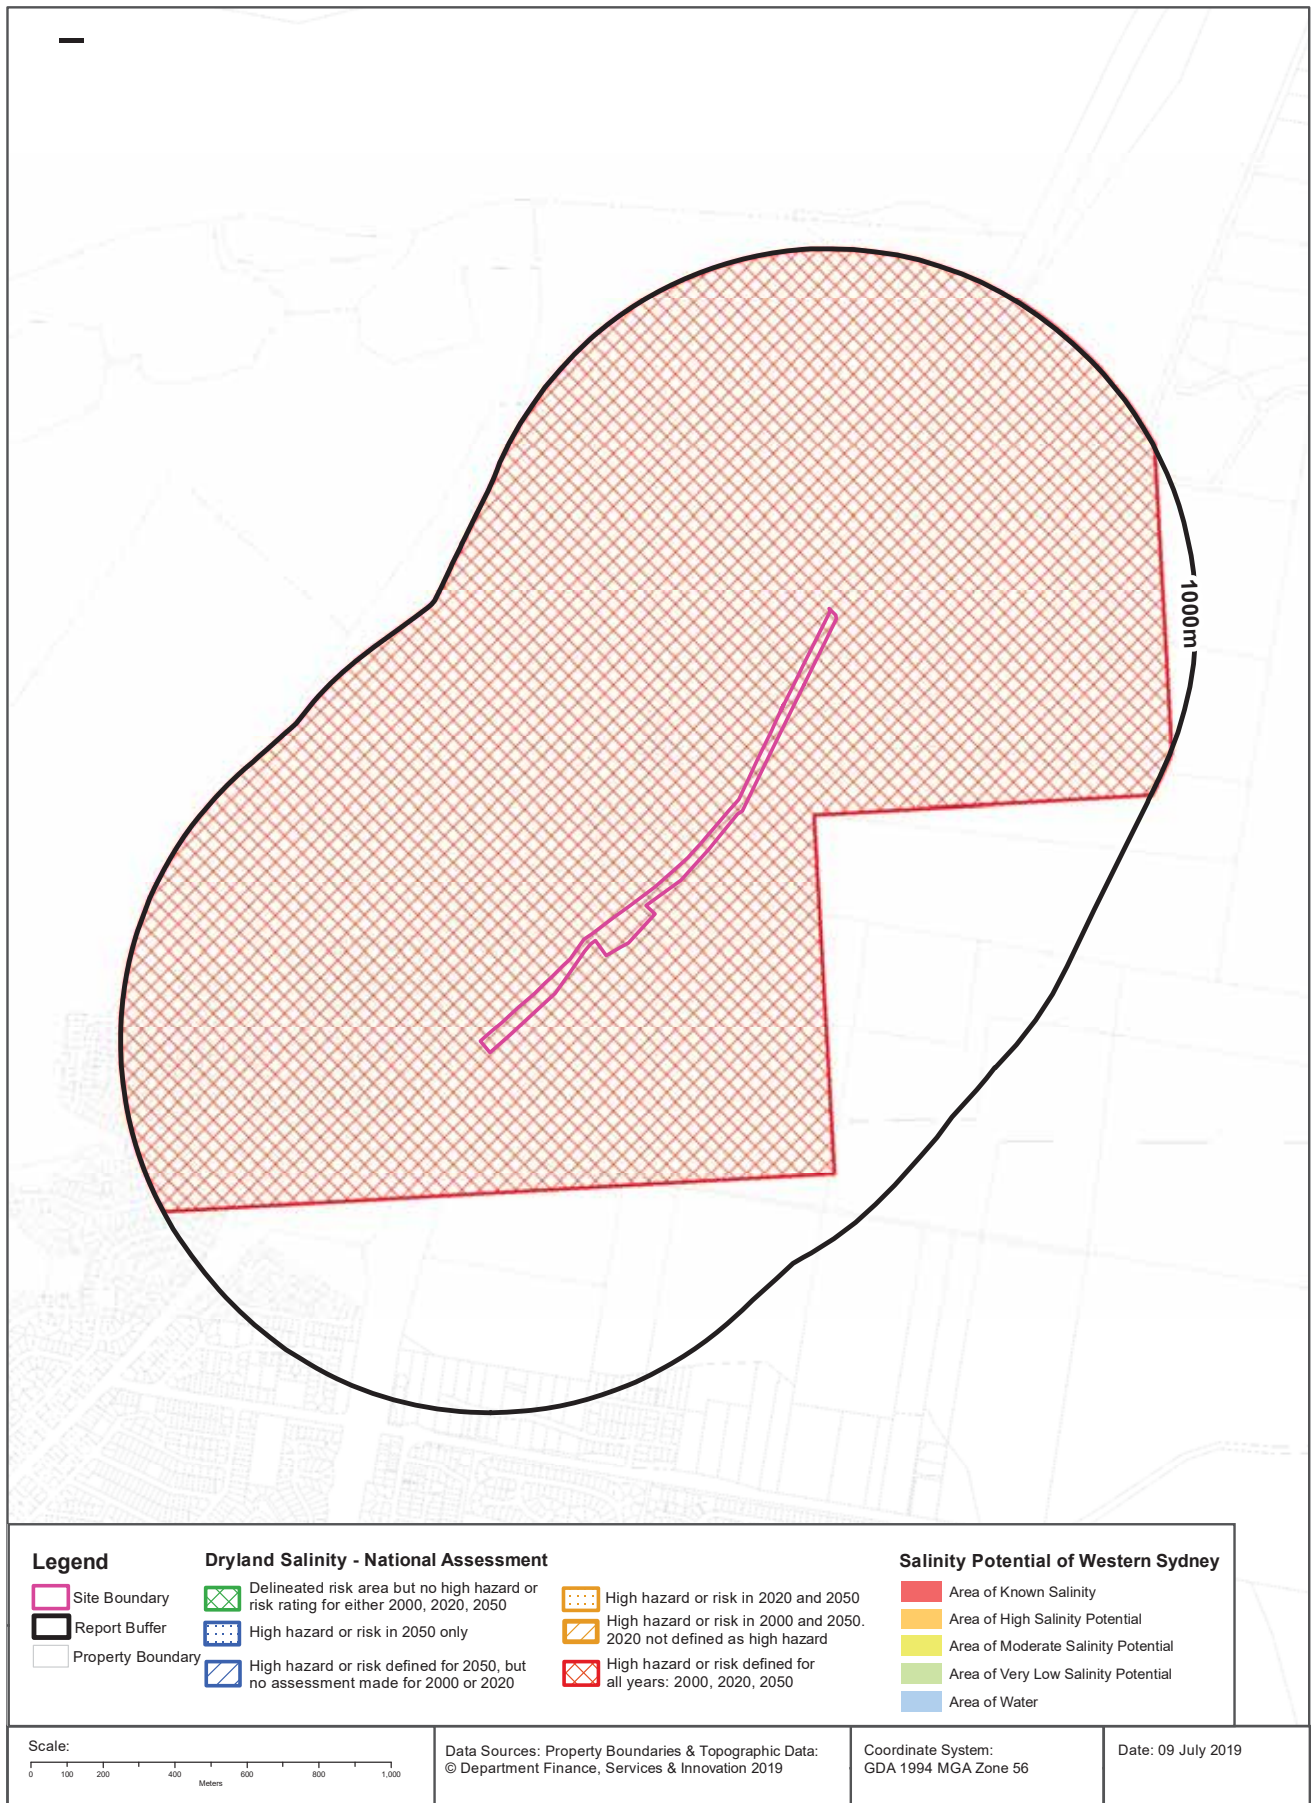 1000m
Legend
Site Boundary
Report Buffer
Property Boundary
Dryland Salinity - National Assessment
Delineated risk area but no high hazard or
risk rating for either 2000, 2020, 2050
High hazard or risk in 2050 only
High hazard or risk defined for 2050, but
no assessment made for 2000 or 2020
High hazard or risk in 2020 and 2050
High hazard or risk in 2000 and 2050.
2020 not defined as high hazard
High hazard or risk defined for
all years: 2000, 2020, 2050
Salinity Potential of Western Sydney
Area of Known Salinity
Area of High Salinity Potential
Area of Moderate Salinity Potential
Area of Very Low Salinity Potential
Area of Water
Scale:
0 100 200 400 600 800 1,000
Meters
Data Sources: Property Boundaries & Topographic Data:
© Department Finance, Services & Innovation 2019
Coordinate System:
GDA 1994 MGA Zone 56
Date: 09 July 2019